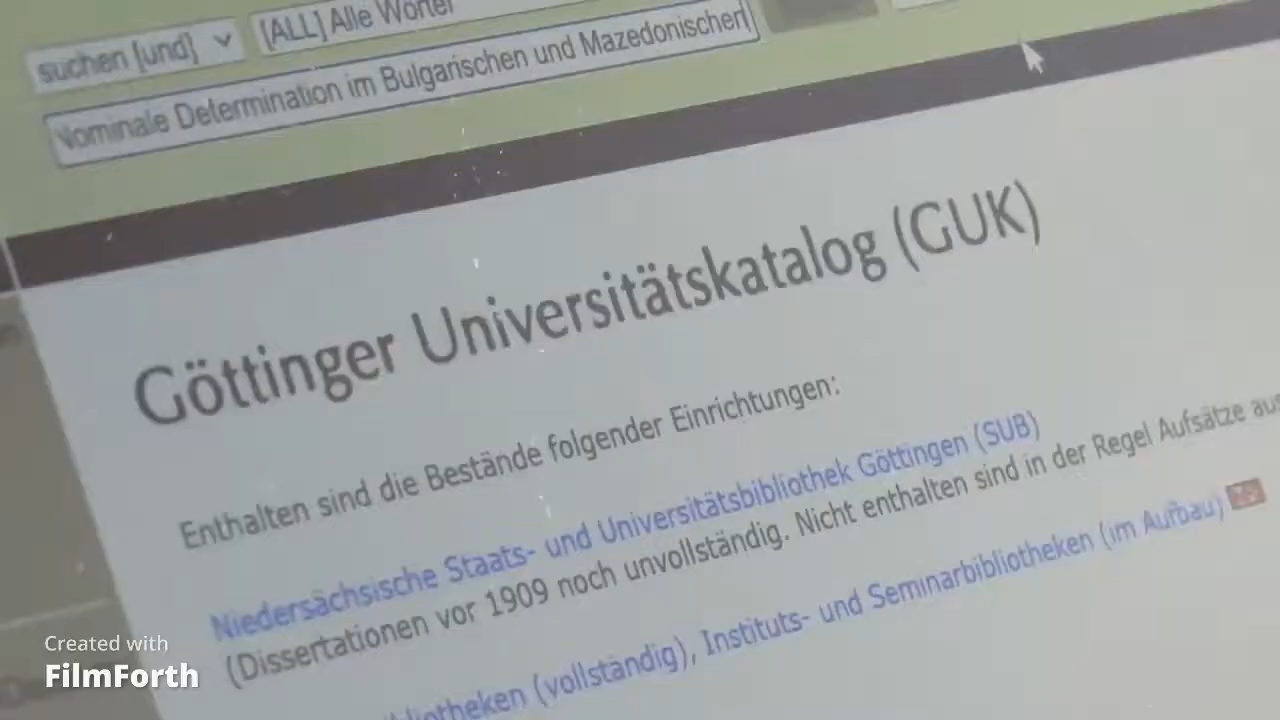 suchen [und] [ALL] Alle Wörter
Nominale Determination im Bulgarischen und Mazedonischen
Göttinger Universitätskatalog (GUK)
Enthalten sind die Bestände folgender Einrichtungen:
Niedersächsische Staats- und Universitätsbibliothek Göttingen (SUB)
(Dissertationen vor 1909 noch unvollständig. Nicht enthalten sind in der Regel Aufsätze aus
bliotheken (vollständig), Instituts- und Seminarbibliotheken (im Aufbau)
Created with
FilmForth